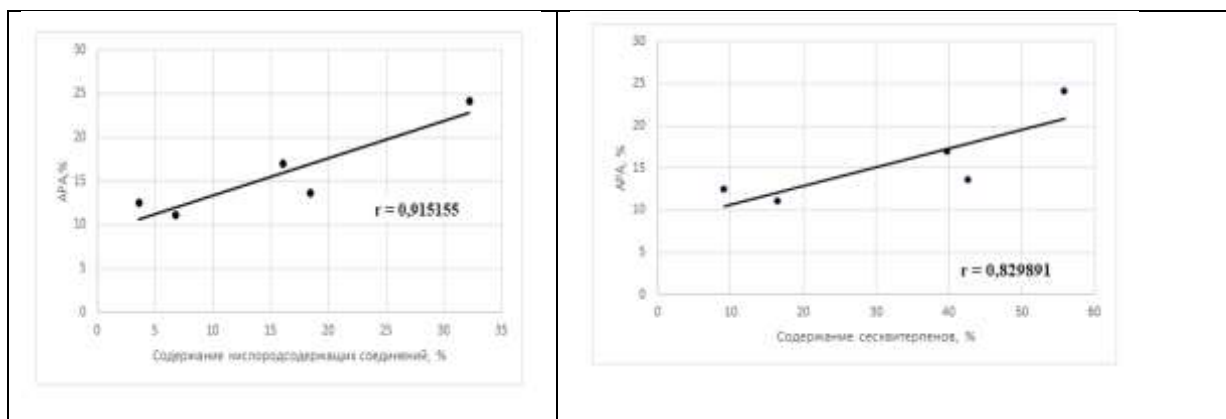 30
25
20
15
10
5
0
АРА,%
r = 0,915155
0 5 10 15 20 25 30 35
Содержание кислородсодержащих соединений, %
30
25
20
15
10
5
0
АРА, %
r = 0,829891
0 10 20 30 40 50 60
Содержание сесквитерпенов, %